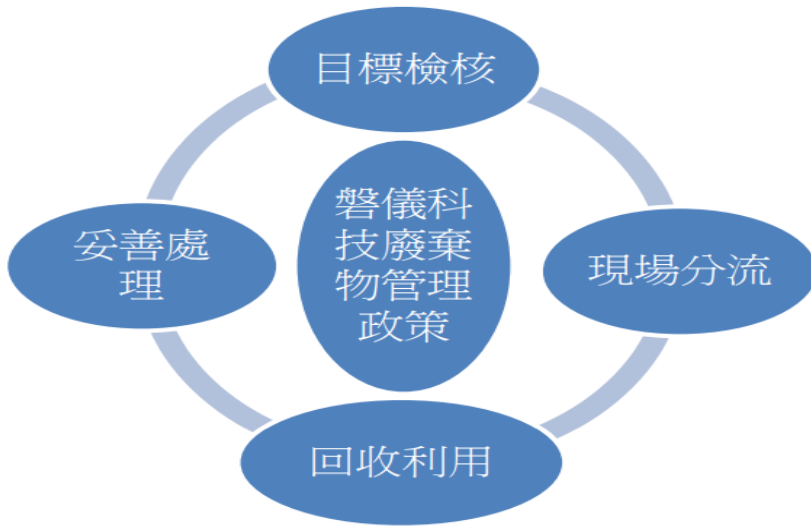 目標檢核
磐儀科
技廢棄
物管理
政策
妥善處
理
現場分流
回收利用